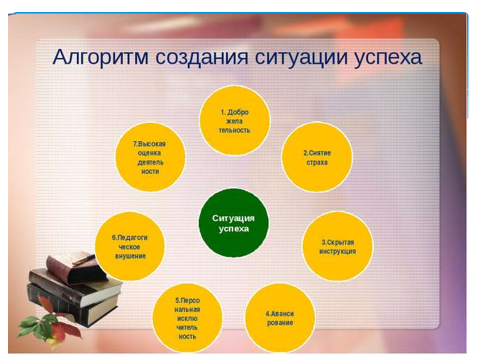 Алгоритм создания ситуации успеха
1. Добро
жела
тельность
2.Снятие
страха
3.Скрытая
инструкция
4.Аванси
рование
5.Персо
нальная
исклю
читель
ность
6.Педагоги
ческое
внушение
7.Высокая
оценка
деятель
ности
Ситуация
успеха